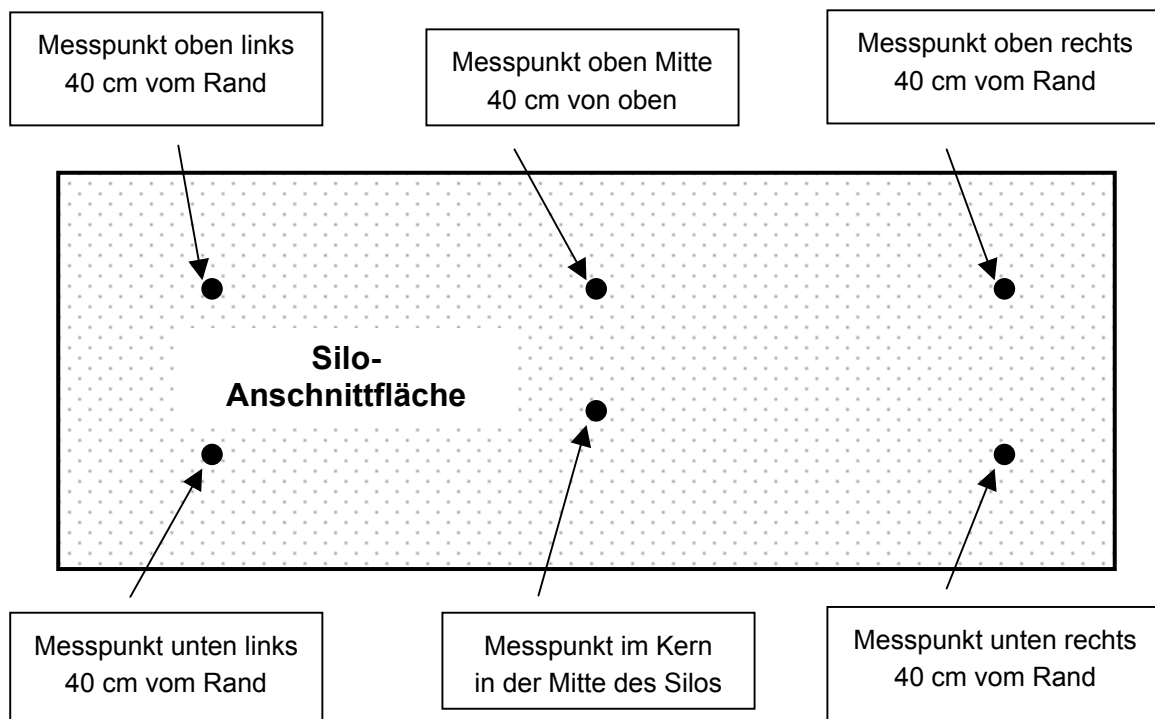 Messpunkt oben links
40 cm vom Rand
Messpunkt oben Mitte
40 cm von oben
Messpunkt oben rechts
40 cm vom Rand
Silo-
Anschnittfläche
Messpunkt unten links
40 cm vom Rand
Messpunkt im Kern
in der Mitte des Silos
Messpunkt unten rechts
40 cm vom Rand